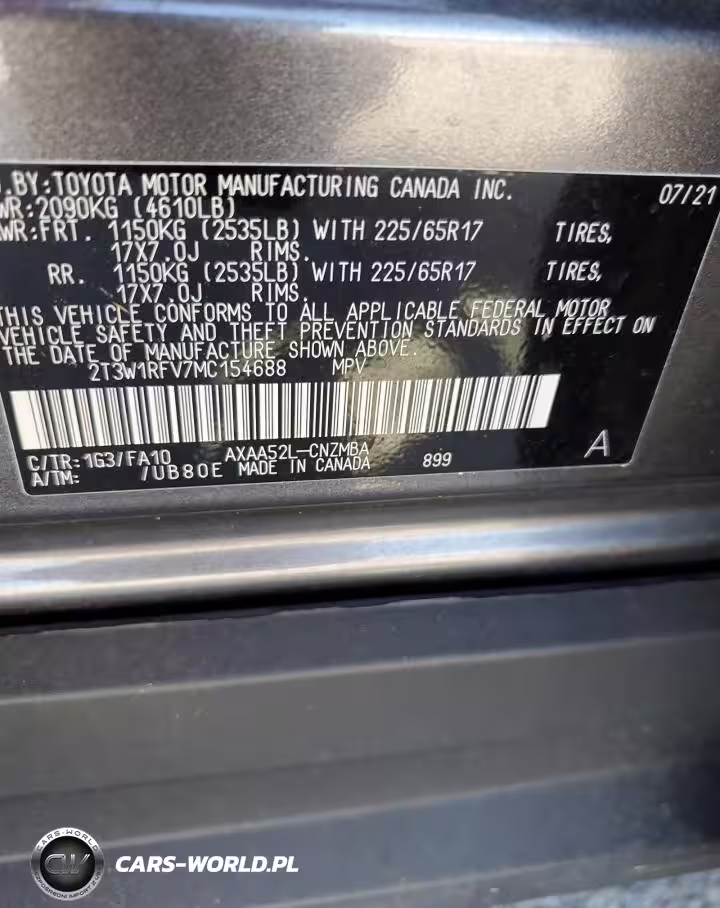 .BY:TOYOTA MOTOR MANUFACTURING CANADA INC. 07/21
WR:2090KG (4610LB)
WR:FRT. 1150KG (2535LB) WITH 225/65R17 TIRES,
17X7.0J RIMS.
RR. 1150KG (2535LB) WITH 225/65R17 TIRES,
17X7.0J RIMS.
THIS VEHICLE CONFORMS TO ALL APPLICABLE FEDERAL MOTOR
VEHICLE SAFETY AND THEFT PREVENTION STANDARDS IN EFFECT ON
THE DATE OF MANUFACTURE SHOWN ABOVE.
2T3W1RFV7MC154688 MPV
C/TR:1G3/FA10 AXAA52L-CNZMBA A
A/TM: /UB80E MADE IN CANADA 899
CARS-WORLD
CW
CARS-WORLD.PL